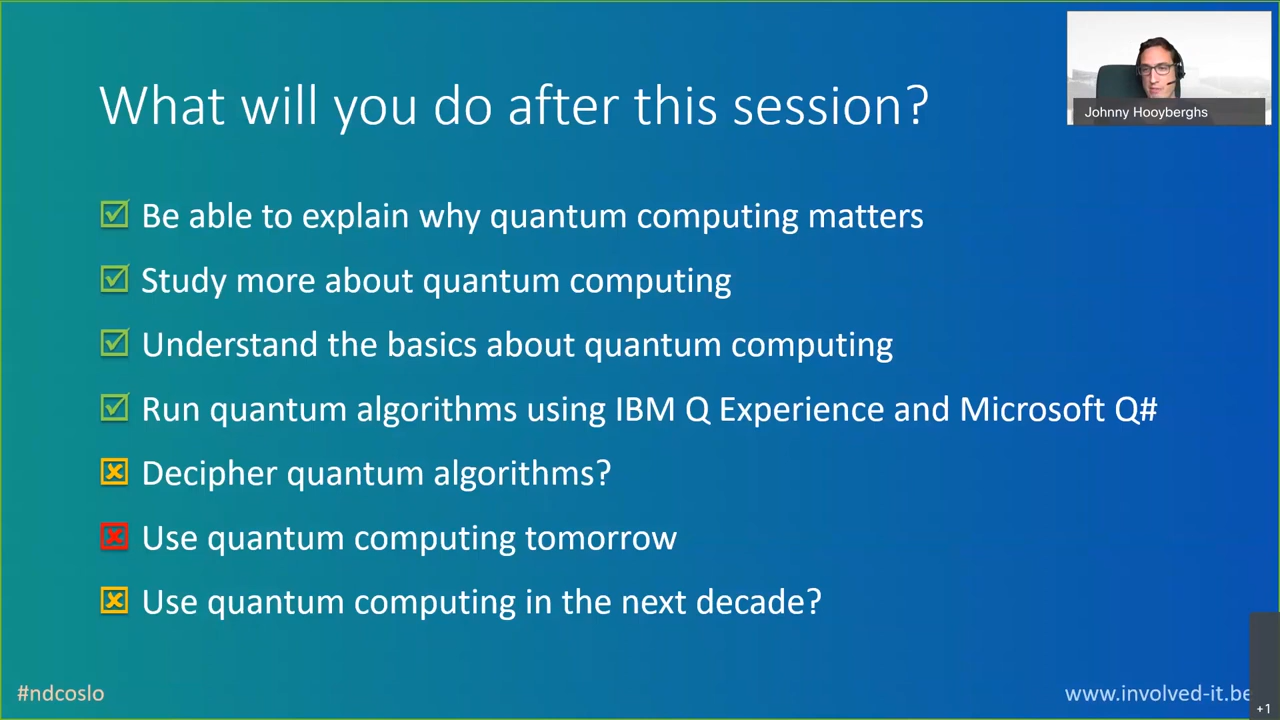 What will you do after this session?
Johnny Hooyberghs
Be able to explain why quantum computing matters
Study more about quantum computing
Understand the basics about quantum computing
Run quantum algorithms using IBM Q Experience and Microsoft Q#
Decipher quantum algorithms?
Use quantum computing tomorrow
Use quantum computing in the next decade?
#ndcoslo
www.involved-it.be
+1